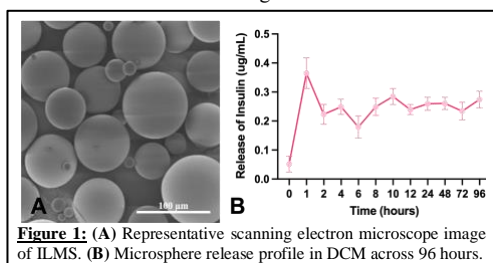 A
100 μm
B
Release of Insulin (ug/mL)
0.5
0.4
0.3
0.2
0.1
0.0
0 1 2 4 6 8 10 12 24 48 72 96
Time (hours)
Figure 1: (A) Representative scanning electron microscope image
of ILMS. (B) Microsphere release profile in DCM across 96 hours.